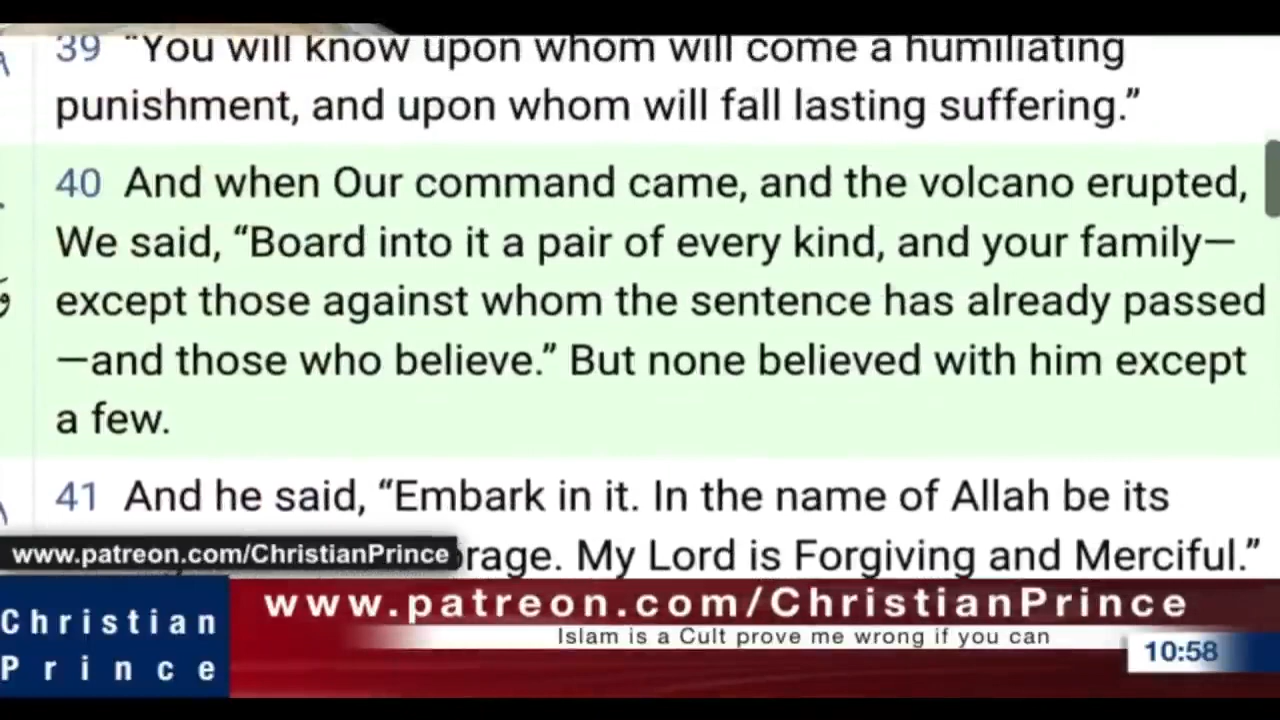 39 “You will know upon whom will come a humiliating
punishment, and upon whom will fall lasting suffering.”
40 And when Our command came, and the volcano erupted,
We said, “Board into it a pair of every kind, and your family—
except those against whom the sentence has already passed
—and those who believe.” But none believed with him except
a few.
41 And he said, “Embark in it. In the name of Allah be its
www.patreon.com/ChristianPrince
orage. My Lord is Forgiving and Merciful.”
www.patreon.com/ChristianPrince
Christian
Prince
Islam is a Cult prove me wrong if you can
10:58